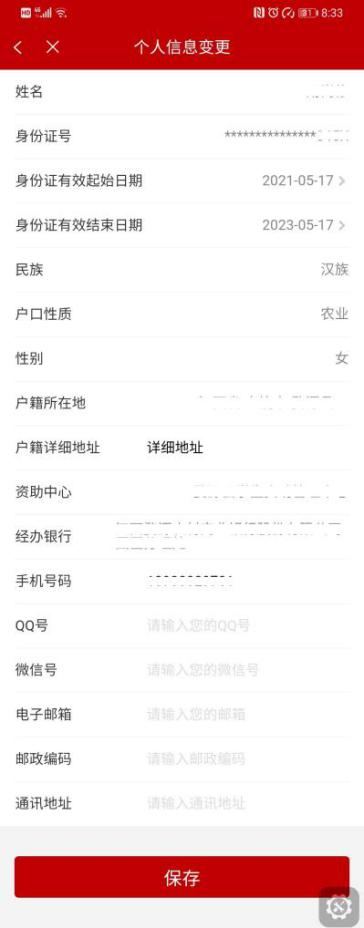 HD 81 8:33
个人信息变更
姓名
身份证号 ***************
身份证有效起始日期 2021-05-17
身份证有效结束日期 2023-05-17
民族 汉族
户口性质 农业
性别 女
户籍所在地
户籍详细地址 详细地址
资助中心
经办银行
手机号码
QQ号 请输入您的QQ号
微信号 请输入您的微信号
电子邮箱 请输入您的邮箱
邮政编码 请输入邮政编码
通讯地址 请输入通讯地址
保存